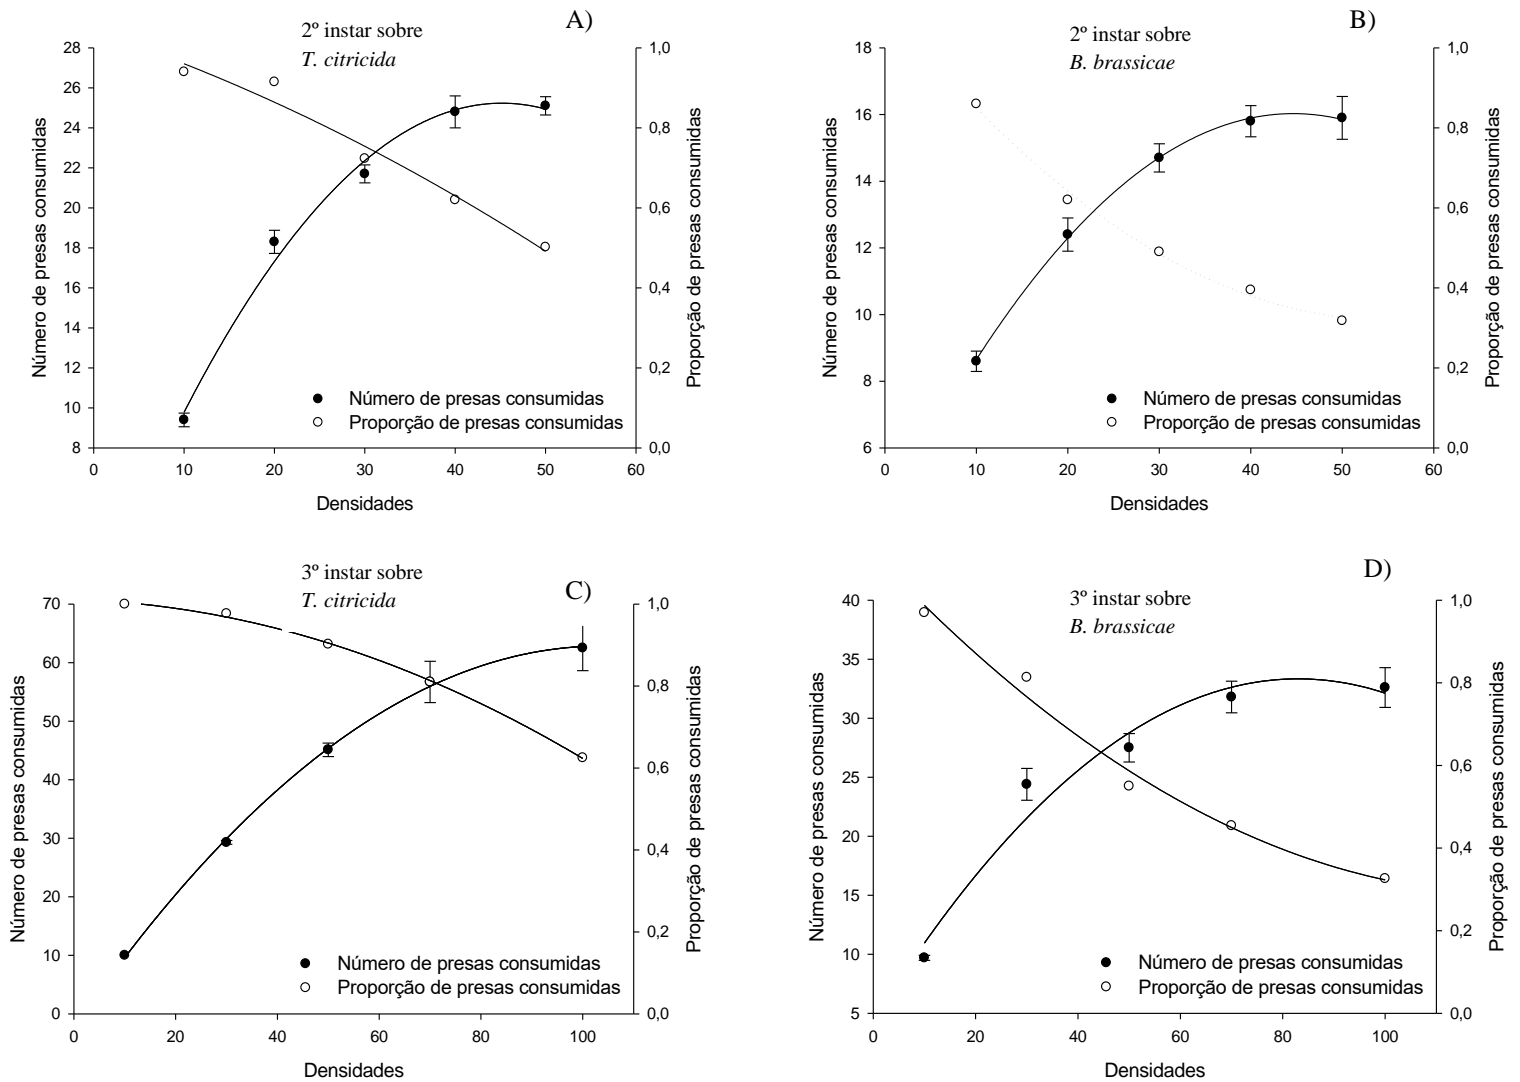 2º instar sobre
T. citricida
A)
28
26
24
22
20
18
16
14
12
10
8
Número de presas consumidas
1,0
0,8
0,6
0,4
0,2
0,0
Proporção de presas consumidas
Número de presas consumidas
Proporção de presas consumidas
0 10 20 30 40 50 60
Densidades
2º instar sobre
B. brassicae
B)
18
16
14
12
10
8
6
Número de presas consumidas
1,0
0,8
0,6
0,4
0,2
0,0
Proporção de presas consumidas
Número de presas consumidas
Proporção de presas consumidas
0 10 20 30 40 50 60
Densidades
3º instar sobre
T. citricida
C)
70
60
50
40
30
20
10
0
Número de presas consumidas
1,0
0,8
0,6
0,4
0,2
0,0
Proporção de presas consumidas
Número de presas consumidas
Proporção de presas consumidas
0 20 40 60 80 100
Densidades
3º instar sobre
B. brassicae
D)
40
35
30
25
20
15
10
5
Número de presas consumidas
1,0
0,8
0,6
0,4
0,2
0,0
Proporção de presas consumidas
Número de presas consumidas
Proporção de presas consumidas
0 20 40 60 80 100
Densidades